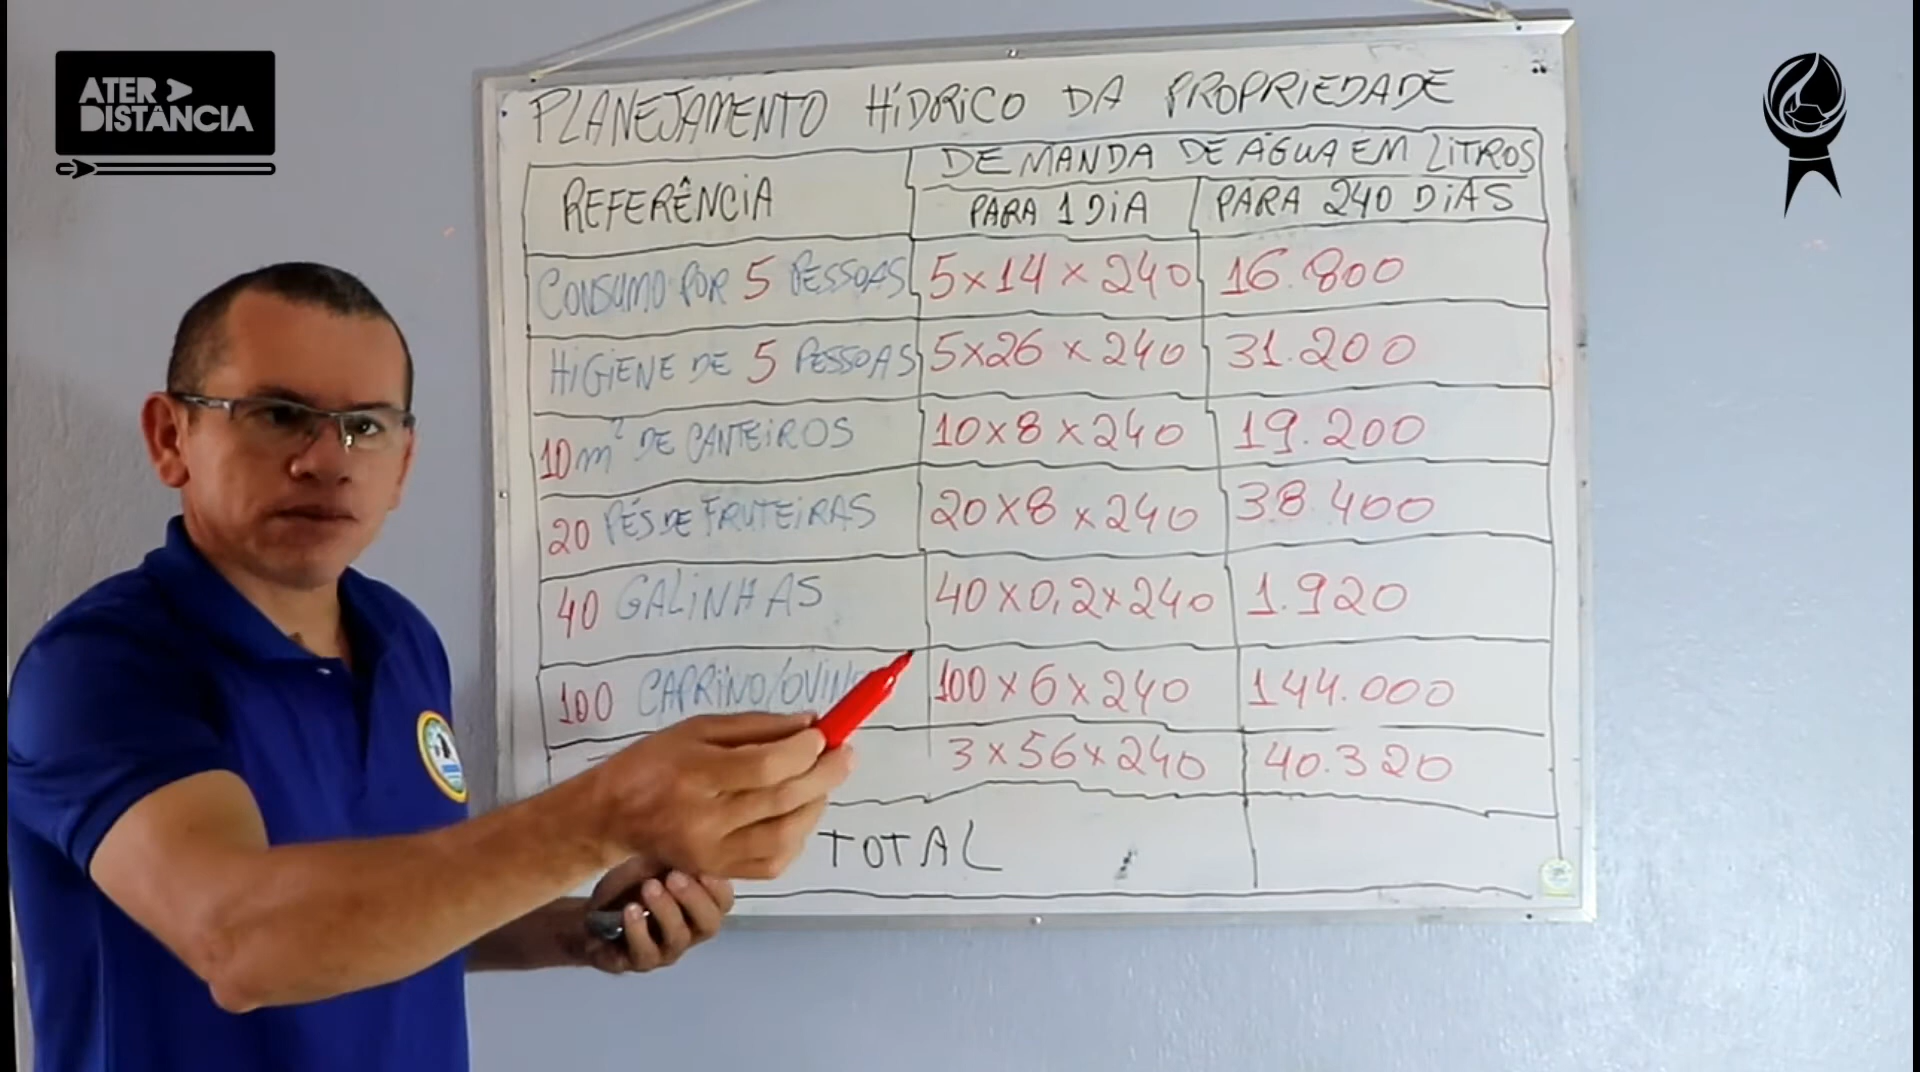 ATER
DISTÂNCIA
PLANEJAMENTO HÍDRICO DA PROPRIEDADE
REFERÊNCIA
DEMANDA DE ÁGUA EM LITROS
PARA 1 DIA
PARA 240 DIAS
CONSUMO POR 5 PESSOAS 5x14x240 16.800
HIGIENE DE 5 PESSOAS 5x26x240 31.200
10m² DE CANTEIROS 10x8x240 19.200
20 PÉS DE FRUTEIRAS 20x8x240 38.400
40 GALINHAS 40x0,2x240 1.920
100 CAPRINO/ 100x6x240 144.000
3x56x240 40.320
TOTAL